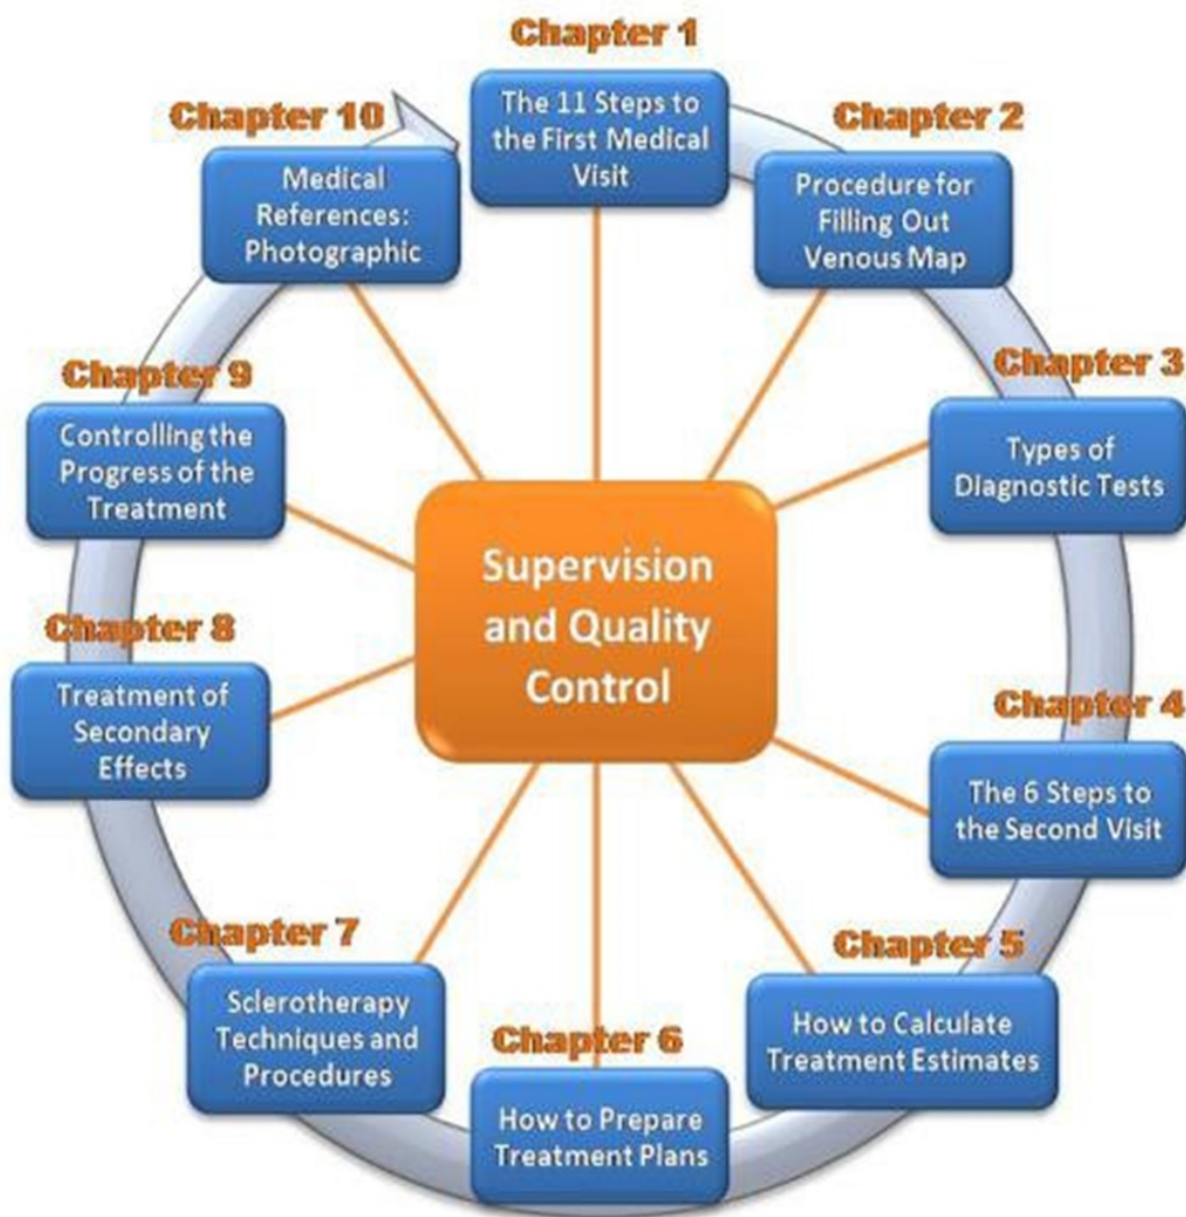 Chapter 1
The 11 Steps to
the First Medical
Visit
Chapter 2
Procedure for
Filling Out
Venous Map
Chapter 3
Types of
Diagnostic Tests
Chapter 4
The 6 Steps to
the Second Visit
Chapter 5
How to Calculate
Treatment Estimates
Chapter 6
How to Prepare
Treatment Plans
Chapter 7
Sclerotherapy
Techniques and
Procedures
Chapter 8
Treatment of
Secondary
Effects
Chapter 9
Controlling the
Progress of the
Treatment
Chapter 10
Medical
References:
Photographic
Supervision
and Quality
Control